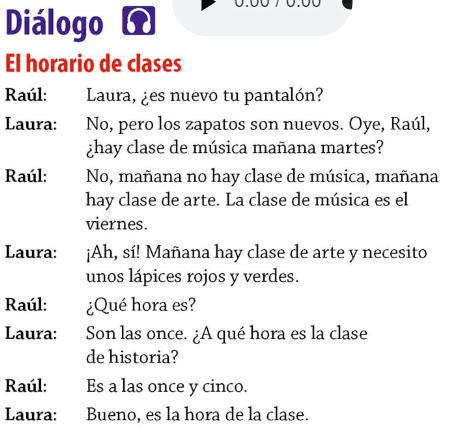 0:00 / 0:00
Diálogo
El horario de clases
Raúl: Laura, ¿es nuevo tu pantalón?
Laura: No, pero los zapatos son nuevos. Oye, Raúl,
¿hay clase de música mañana martes?
Raúl: No, mañana no hay clase de música, mañana
hay clase de arte. La clase de música es el
viernes.
Laura: ¡Ah, sí! Mañana hay clase de arte y necesito
unos lápices rojos y verdes.
Raúl: ¿Qué hora es?
Laura: Son las once. ¿A qué hora es la clase
de historia?
Raúl: Es a las once y cinco.
Laura: Bueno, es la hora de la clase.